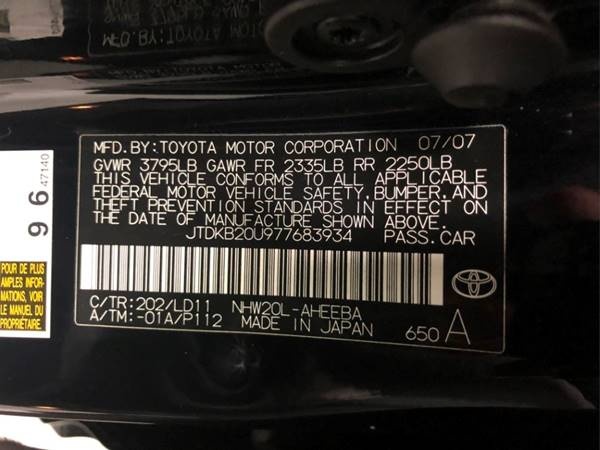 MFD.BY:TOYOTA MOTOR CORPORATION 07/07
GVWR 3795LB GAWR FR 2335LB RR 2250LB
THIS VEHICLE CONFORMS TO ALL APPLICABLE
FEDERAL MOTOR VEHICLE SAFETY, BUMPER, AND
THEFT PREVENTION STANDARDS IN EFFECT ON
THE DATE OF MANUFACTURE SHOWN ABOVE.
JTDKB20U977683934 PASS.CAR
C/TR:202/LD11 NHW20L-AHEEBA
A/TM:-01A/P112 MADE IN JAPAN
650 A
96
47140
POUR DE PLUS
AMPLES INFOR-
MATIONS, VOIR
LE MANUEL DU
PROPRIÉTAIRE.